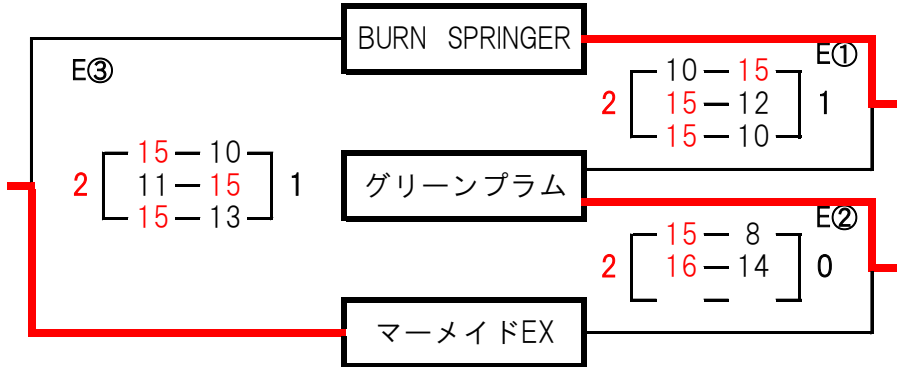 BURN SPRINGER
E③
E①
2 10 — 15 1
15 — 12
15 — 10
2 15 — 10 1
11 — 15
15 — 13
グリーンプラム
E②
2 15 — 8 0
16 — 14
—
マーメイドEX